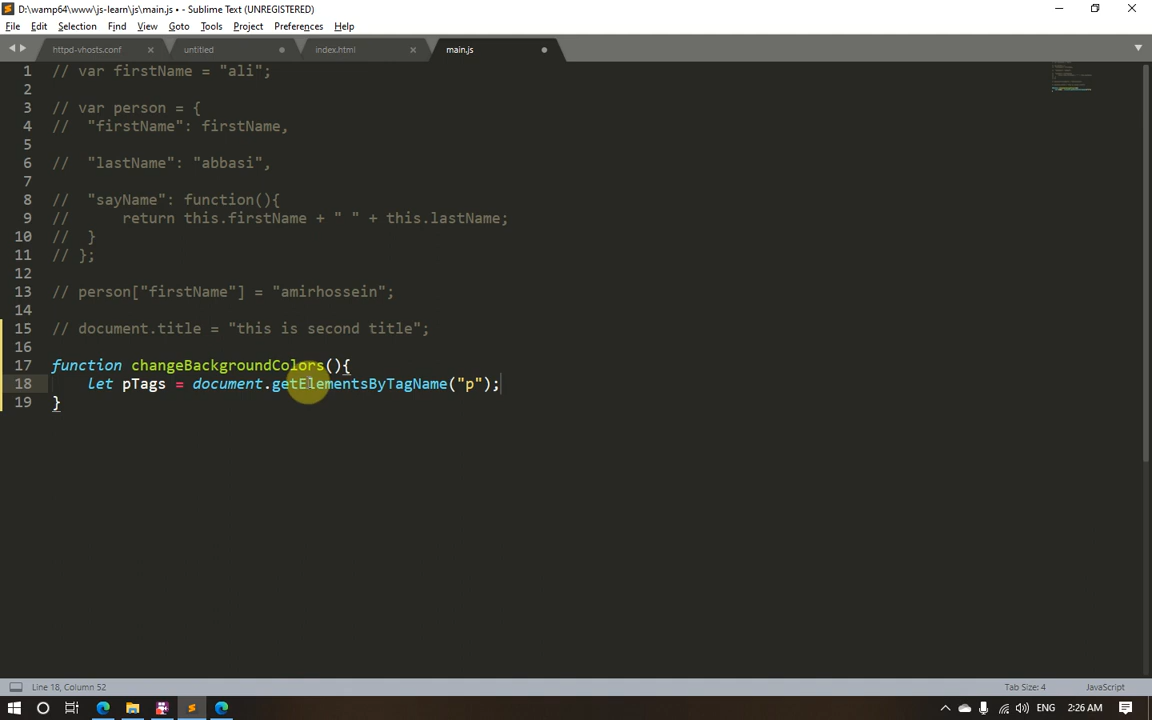 D:\wamp64\www\js-learn\js\main.js • - Sublime Text (UNREGISTERED)
File Edit Selection Find View Goto Tools Project Preferences Help
httpd-vhosts.conf untitled index.html main.js
1 // var firstName = "ali";
2
3 // var person = {
4 // "firstName": firstName,
5
6 // "lastName": "abbasi",
7
8 // "sayName": function(){
9 // return this.firstName + " " + this.lastName;
10 // }
11 // };
12
13 // person["firstName"] = "amirhossein";
14
15 // document.title = "this is second title";
16
17 function changeBackgroundColors(){
18 let pTags = document.getElementsByTagName("p");
19 }
Line 18, Column 52 Tab Size: 4 JavaScript
ENG 2:26 AM